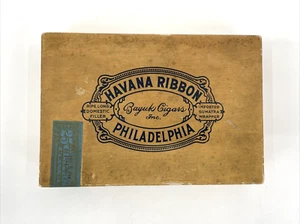 HAVANA RIBBON
RIPE LONG
DOMESTIC
FILLER
Bayuk Cigars
Inc.
IMPORTED
SUMATRA
WRAPPER
PHILADELPHIA